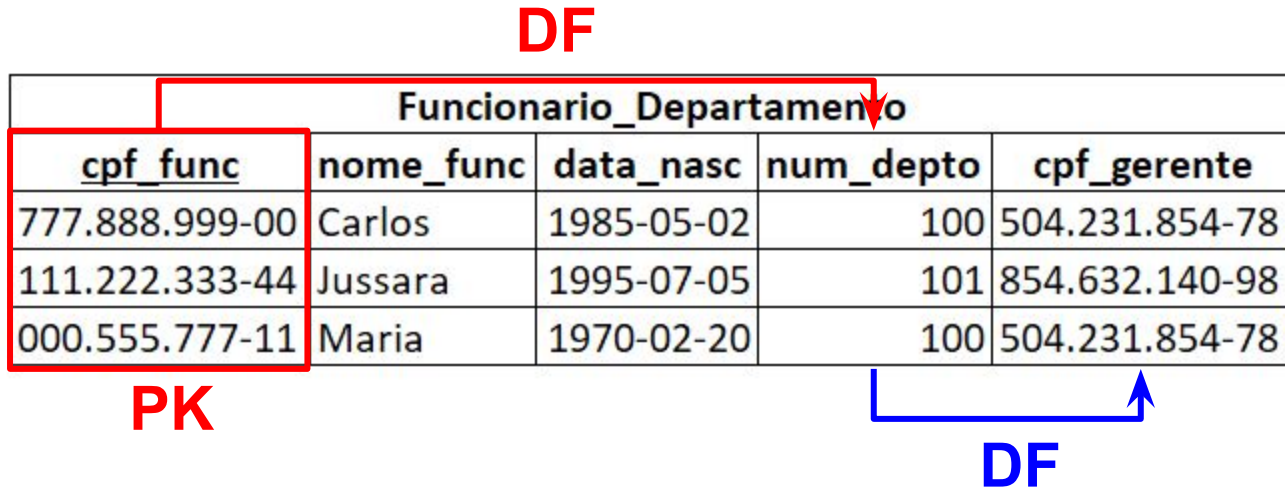 DF
Funcionario_Departamento
cpf_func nome_func data_nasc num_depto cpf_gerente
777.888.999-00 Carlos 1985-05-02 100 504.231.854-78
111.222.333-44 Jussara 1995-07-05 101 854.632.140-98
000.555.777-11 Maria 1970-02-20 100 504.231.854-78
PK
DF